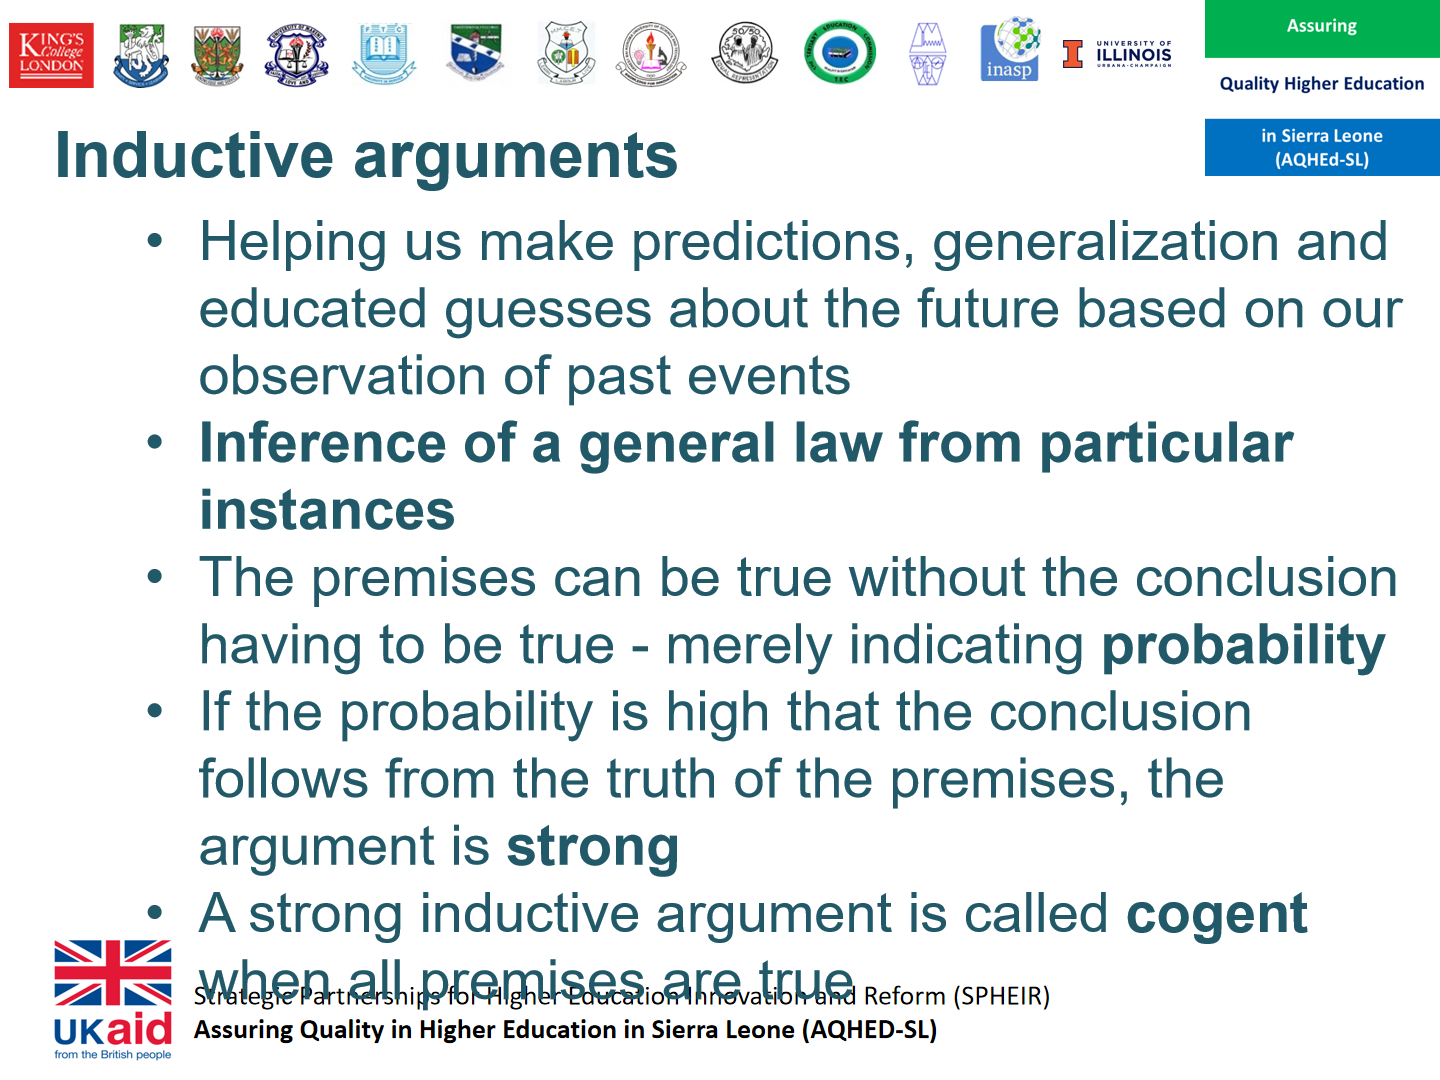 KING'S
College
LONDON
inasp
I UNIVERSITY OF
ILLINOIS
URBANA-CHAMPAIGN
Assuring
Quality Higher Education
in Sierra Leone
(AQHEd-SL)
Inductive arguments
• Helping us make predictions, generalization and
educated guesses about the future based on our
observation of past events
• Inference of a general law from particular
instances
• The premises can be true without the conclusion
having to be true - merely indicating probability
• If the probability is high that the conclusion
follows from the truth of the premises, the
argument is strong
• A strong inductive argument is called cogent
when all premises are true
Strategic Partnerships for Higher Education Innovation and Reform (SPHEIR)
Assuring Quality in Higher Education in Sierra Leone (AQHED-SL)
UKaid
from the British people